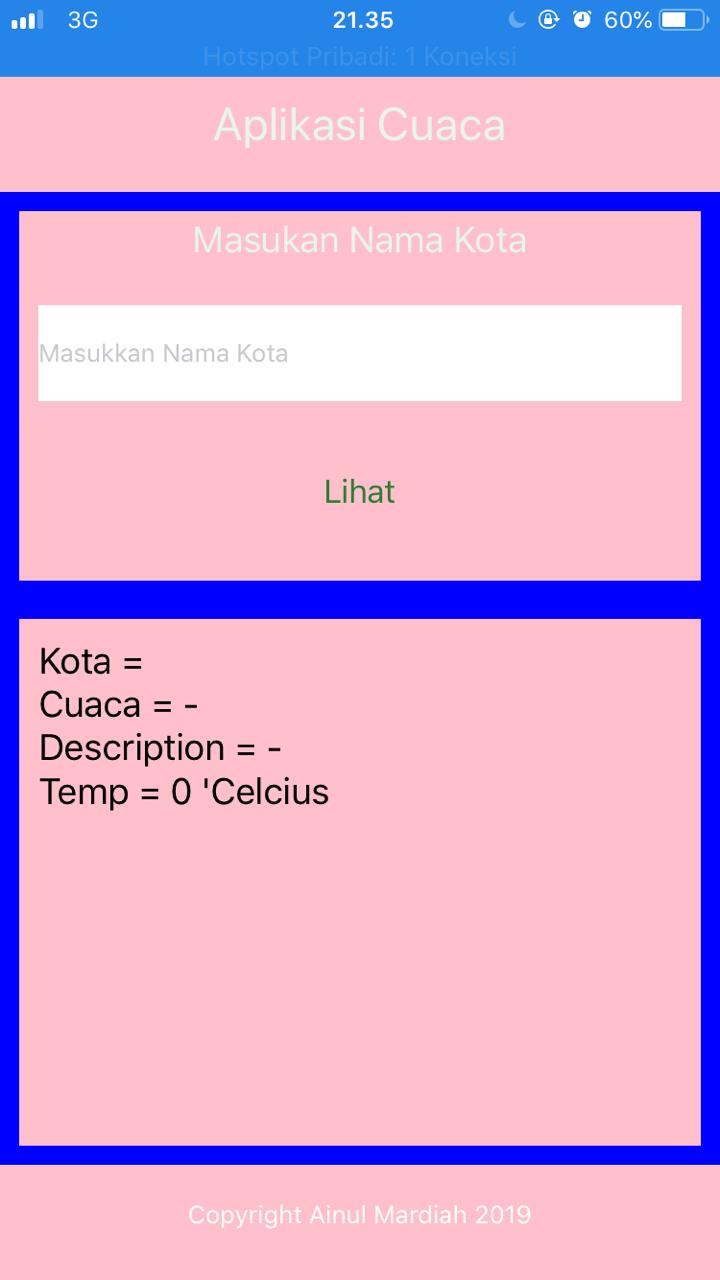 3G 21.35 60%
Hotspot Pribadi: 1 Koneksi
Aplikasi Cuaca
Masukan Nama Kota
Masukkan Nama Kota
Lihat
Kota =
Cuaca = -
Description = -
Temp = 0 'Celcius
Copyright Ainul Mardiah 2019